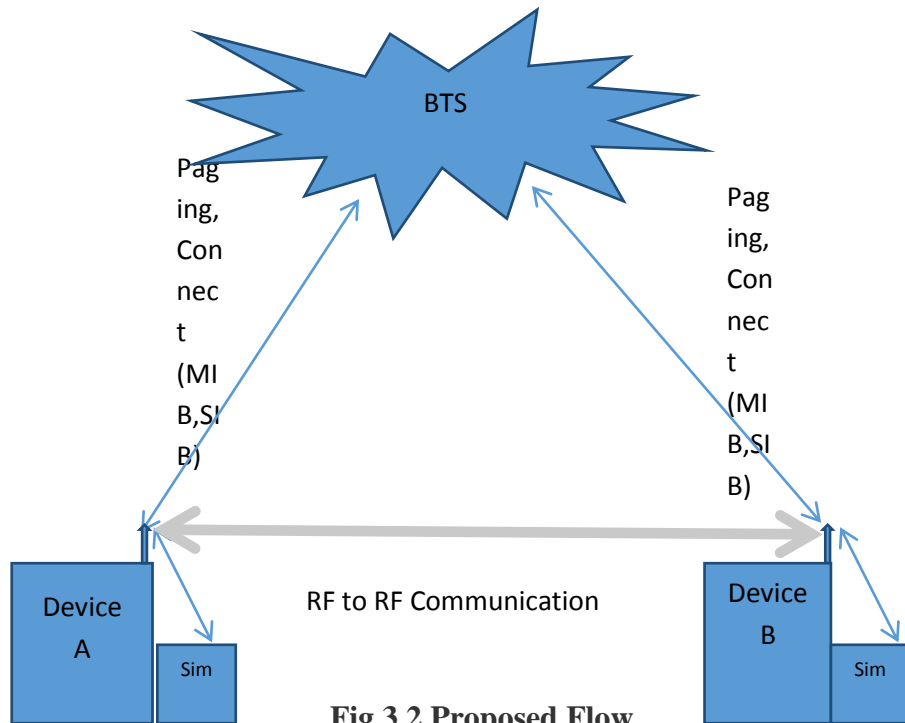 BTS
Pag
ing,
Con
nec
t
(MI
B,SI
B)
Pag
ing,
Con
nec
t
(MI
B,SI
B)
Device
A
Sim
RF to RF Communication
Device
B
Sim
Fig 3.2 Proposed Flow